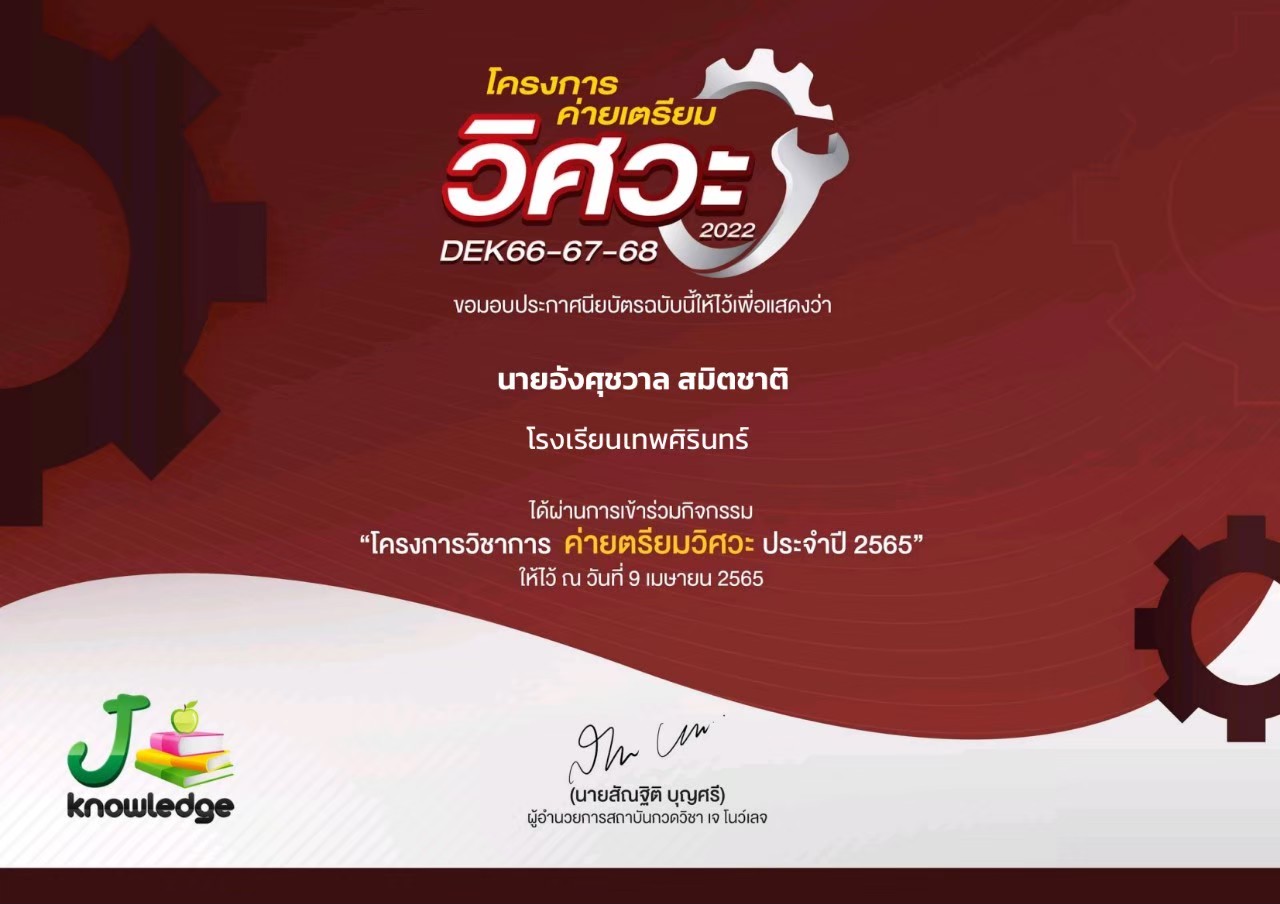 โครงการ
ค่ายเตรียม
วิศวะ
2022
DEK66-67-68
ขอมอบประกาศนียบัตรฉบับนี้ให้ไว้เพื่อแสดงว่า
นายอังศุชวาล สมิตชาติ
โรงเรียนเทพศิรินทร์
ได้ผ่านการเข้าร่วมกิจกรรม
“โครงการวิชาการ ค่ายตรียมวิศวะ ประจำปี 2565”
ให้ไว้ ณ วันที่ 9 เมษายน 2565
J
knowledge
(นายสัณฐิติ บุญศรี)
ผู้อำนวยการสถาบันกวดวิชา เจ โนว์เลจ